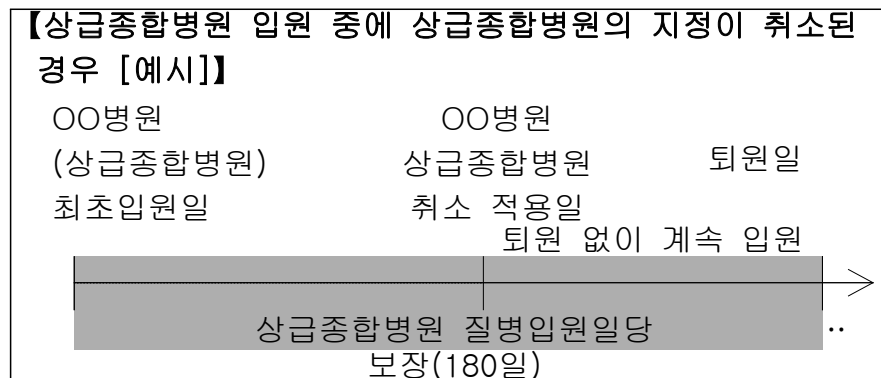 【상급종합병원 입원 중에 상급종합병원의 지정이 취소된
경우 [예시]】
OO병원
(상급종합병원)
최초입원일
OO병원
상급종합병원
취소 적용일
퇴원일
퇴원 없이 계속 입원
상급종합병원 질병입원일당
보장(180일)
..